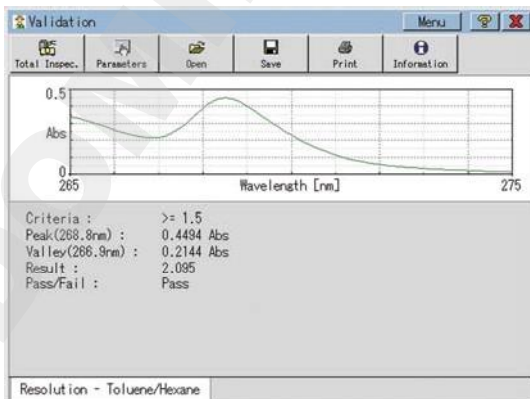 Validation
Menu
Total Inspec.
Parameters
Open
Save
Print
Information
0.5
Abs
0
265
Wavelength [nm]
275
Criteria : >= 1.5
Peak(268.8nm) : 0.4494 Abs
Valley(266.9nm) : 0.2144 Abs
Result : 2.095
Pass/Fail : Pass
Resolution - Toluene/Hexane